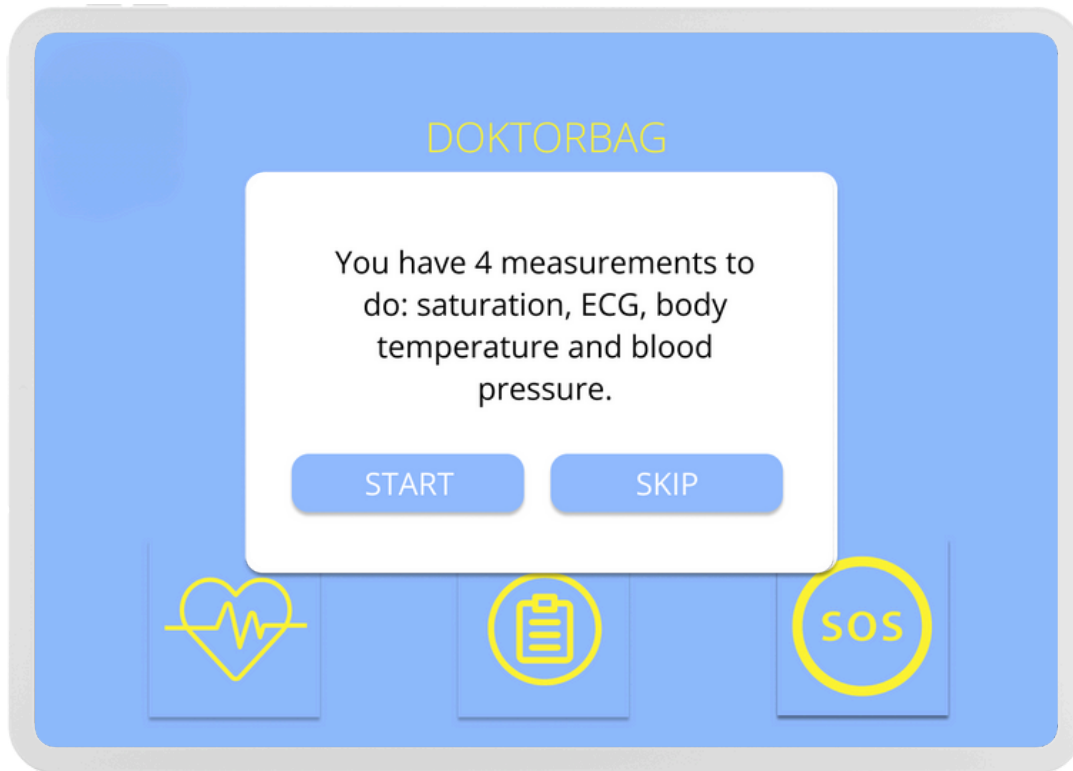 DOKTORBAG
You have 4 measurements to
do: saturation, ECG, body
temperature and blood
pressure.
START
SKIP
SOS